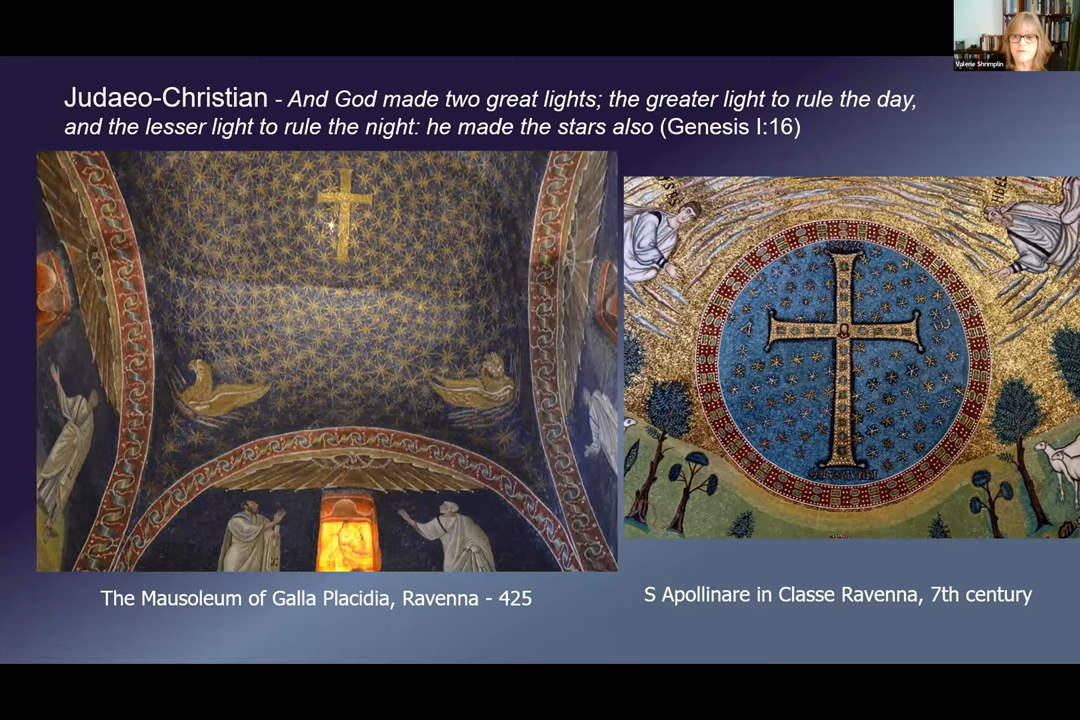 Valerie Shrimplin
Judaeo-Christian - And God made two great lights; the greater light to rule the day,
and the lesser light to rule the night: he made the stars also (Genesis I:16)
A
The Mausoleum of Galla Placidia, Ravenna - 425
S Apollinare in Classe Ravenna, 7th century